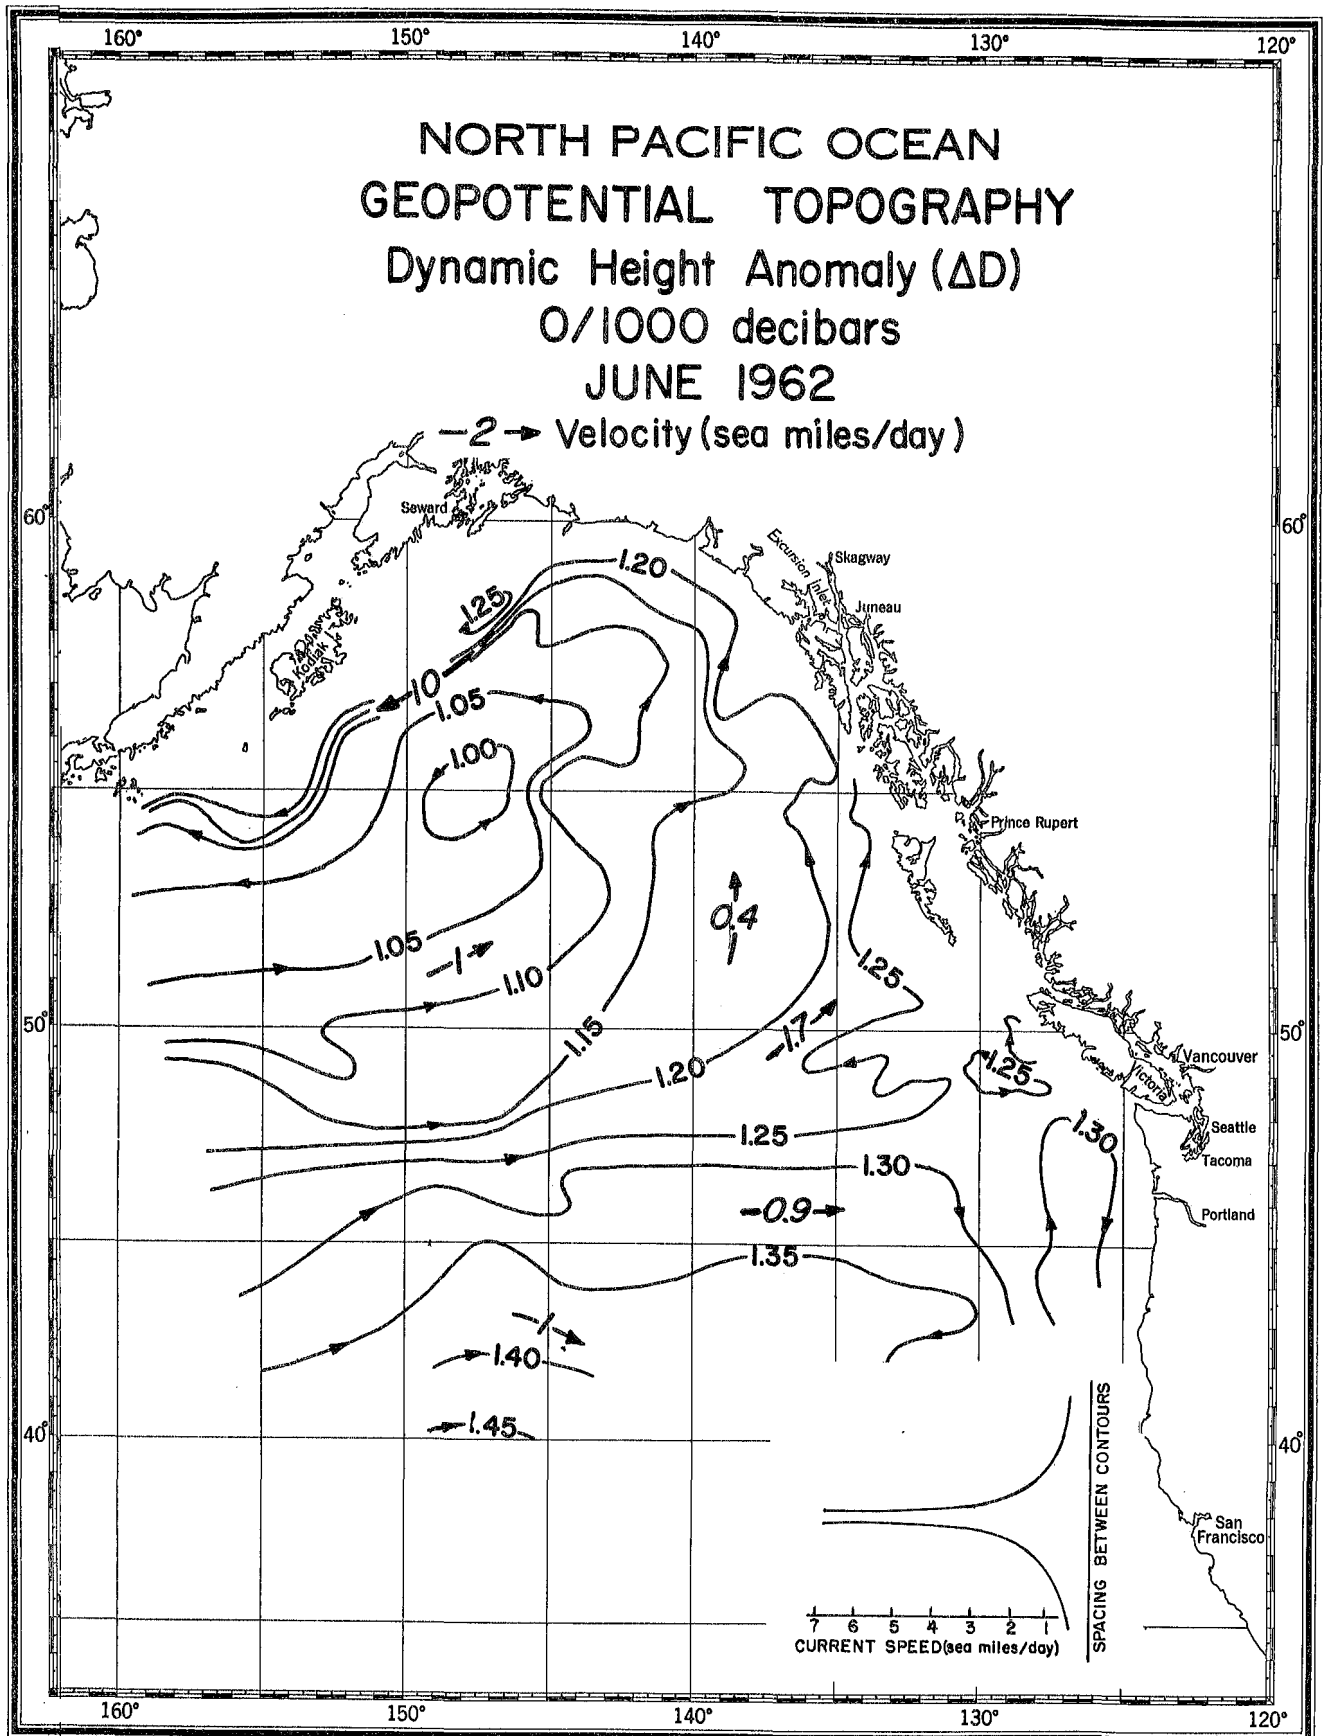 160° 150° 140° 130° 120°
NORTH PACIFIC OCEAN
GEOPOTENTIAL TOPOGRAPHY
Dynamic Height Anomaly (ΔD)
0/1000 decibars
JUNE 1962
2 Velocity (sea miles/day)
Seward
60° 60°
Excursion Inlet
Skagway
1.20
1.25
Juneau
Kodiak I
10
1.05
1.00
Prince Rupert
0.4
1.05
1
1.10
1.25
50° 50°
1.7
1.15
1.20
1.25
Vancouver
Victoria
1.25
1.30
Seattle
Tacoma
1.30
0.9
Portland
1.35
1
1.40
1.45
40° 40°
SPACING BETWEEN CONTOURS
San
Francisco
7 6 5 4 3 2 1
CURRENT SPEED (sea miles/day)
160° 150° 140° 130° 120°